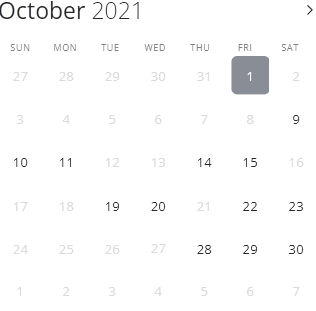 October 2021
SUN MON TUE WED THU FRI SAT
27 28 29 30 31 1 2
3 4 5 6 7 8 9
10 11 12 13 14 15 16
17 18 19 20 21 22 23
24 25 26 27 28 29 30
1 2 3 4 5 6 7